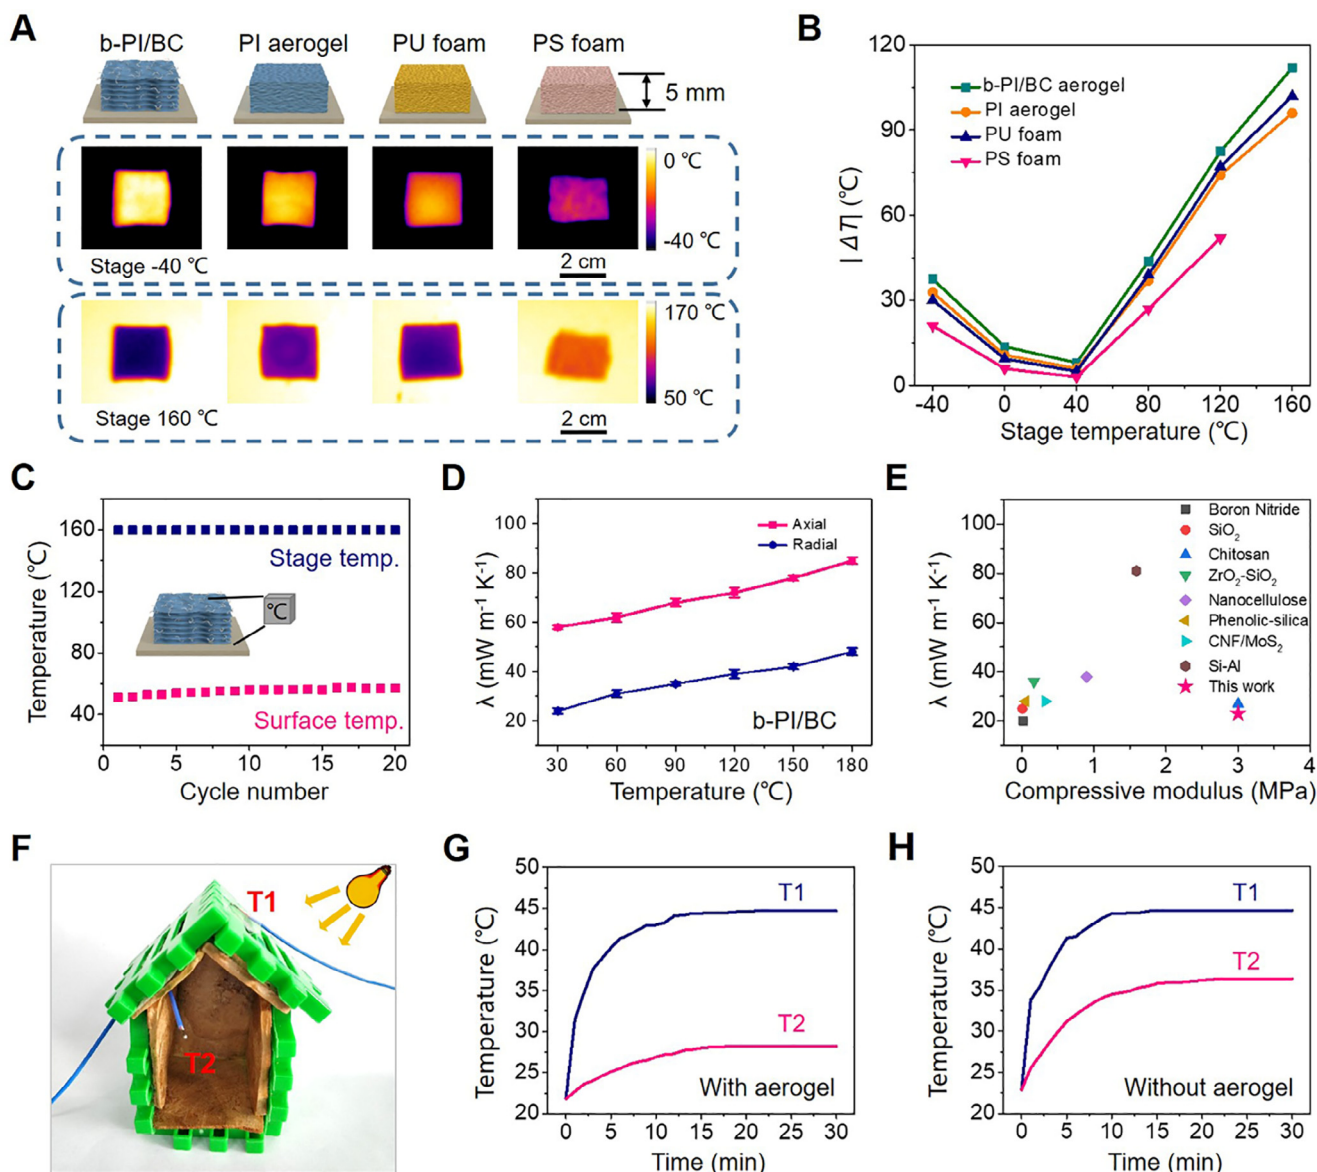 A
b-PI/BC PI aerogel PU foam PS foam
5 mm
0 ℃
-40 ℃
Stage -40 ℃
2 cm
170 ℃
50 ℃
Stage 160 ℃
2 cm
B
120
90
60
30
0
|ΔT| (℃)
b-PI/BC aerogel
PI aerogel
PU foam
PS foam
-40 0 40 80 120 160
Stage temperature (℃)
C
160
120
80
40
Temperature (℃)
Stage temp.
℃
Surface temp.
0 5 10 15 20
Cycle number
D
100
80
60
40
20
λ (mW m⁻¹ K⁻¹)
Axial
Radial
b-PI/BC
30 60 90 120 150 180
Temperature (℃)
E
100
80
60
40
20
λ (mW m⁻¹ K⁻¹)
Boron Nitride
SiO₂
Chitosan
ZrO₂-SiO₂
Nanocellulose
Phenolic-silica
CNF/MoS₂
Si-Al
This work
0 1 2 3 4
Compressive modulus (MPa)
F
T1
T2
G
50
45
40
35
30
25
20
Temperature (℃)
T1
T2
With aerogel
0 5 10 15 20 25 30
Time (min)
H
50
45
40
35
30
25
20
Temperature (℃)
T1
T2
Without aerogel
0 5 10 15 20 25 30
Time (min)